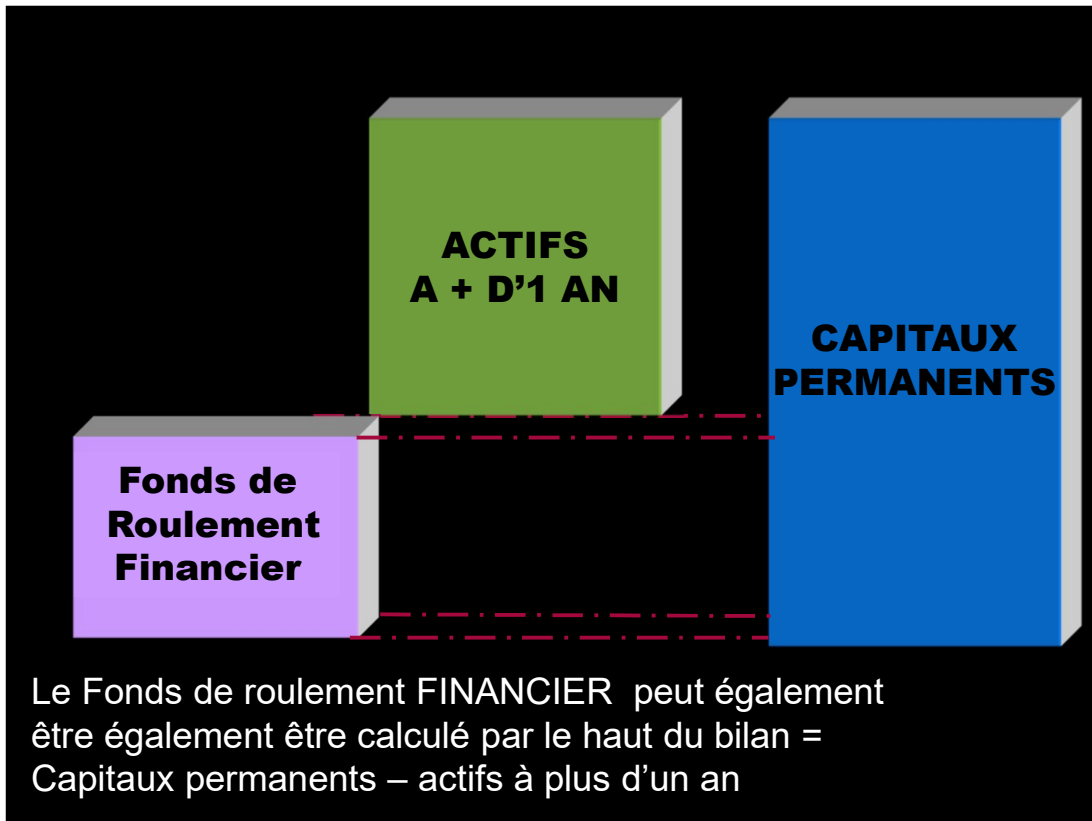 ACTIFS
A + D’1 AN
CAPITAUX
PERMANENTS
Fonds de
Roulement
Financier
Le Fonds de roulement FINANCIER peut également
être également être calculé par le haut du bilan =
Capitaux permanents – actifs à plus d’un an